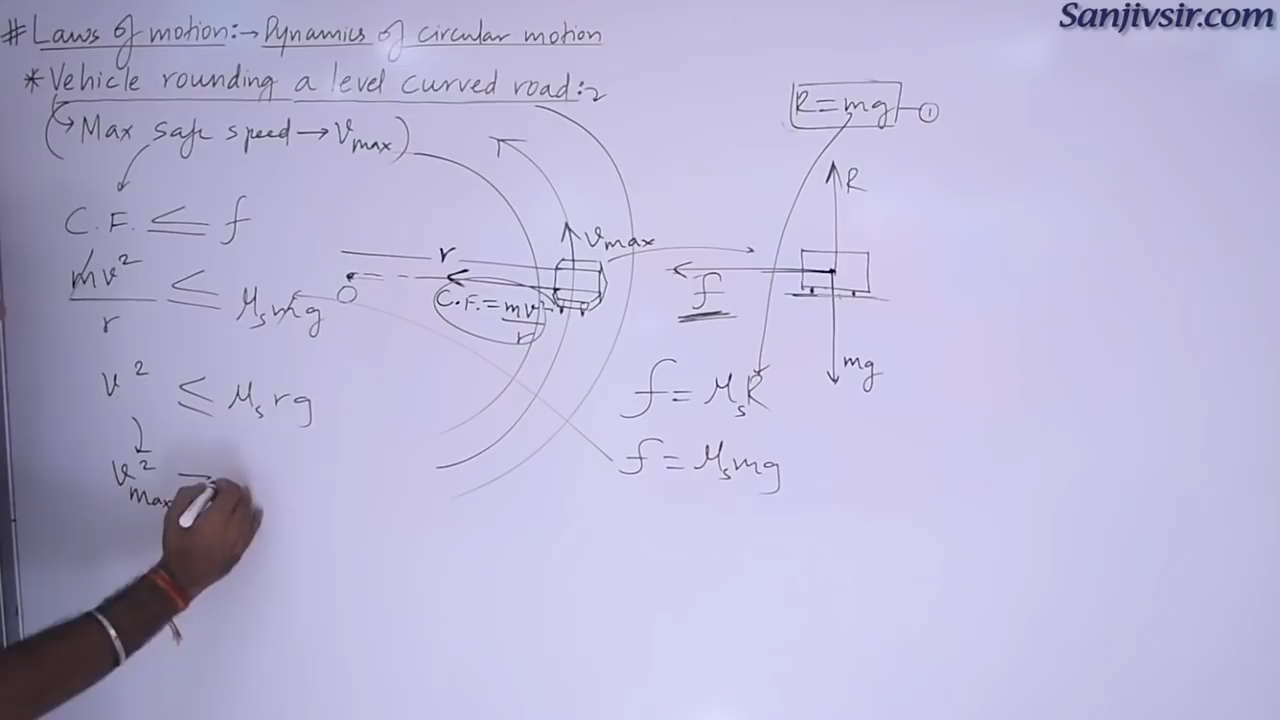 Sanjivsir.com
# Laws of motion:→ Dynamics of circular motion
* Vehicle rounding a level curved road:→
(↳ Max safe speed → Vmax)
C.F. ≤ f
mv²/r ≤ μₛmg
v² ≤ μₛrg
v²max
r
O
C.F. = mv²/r
vmax
R = mg —①
R
f
mg
f = μₛR
f = μₛmg